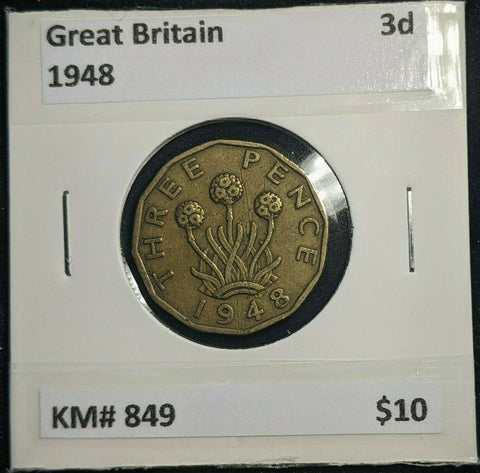 Great Britain 3d
1948
THREE PENCE
1948
KM# 849 $10